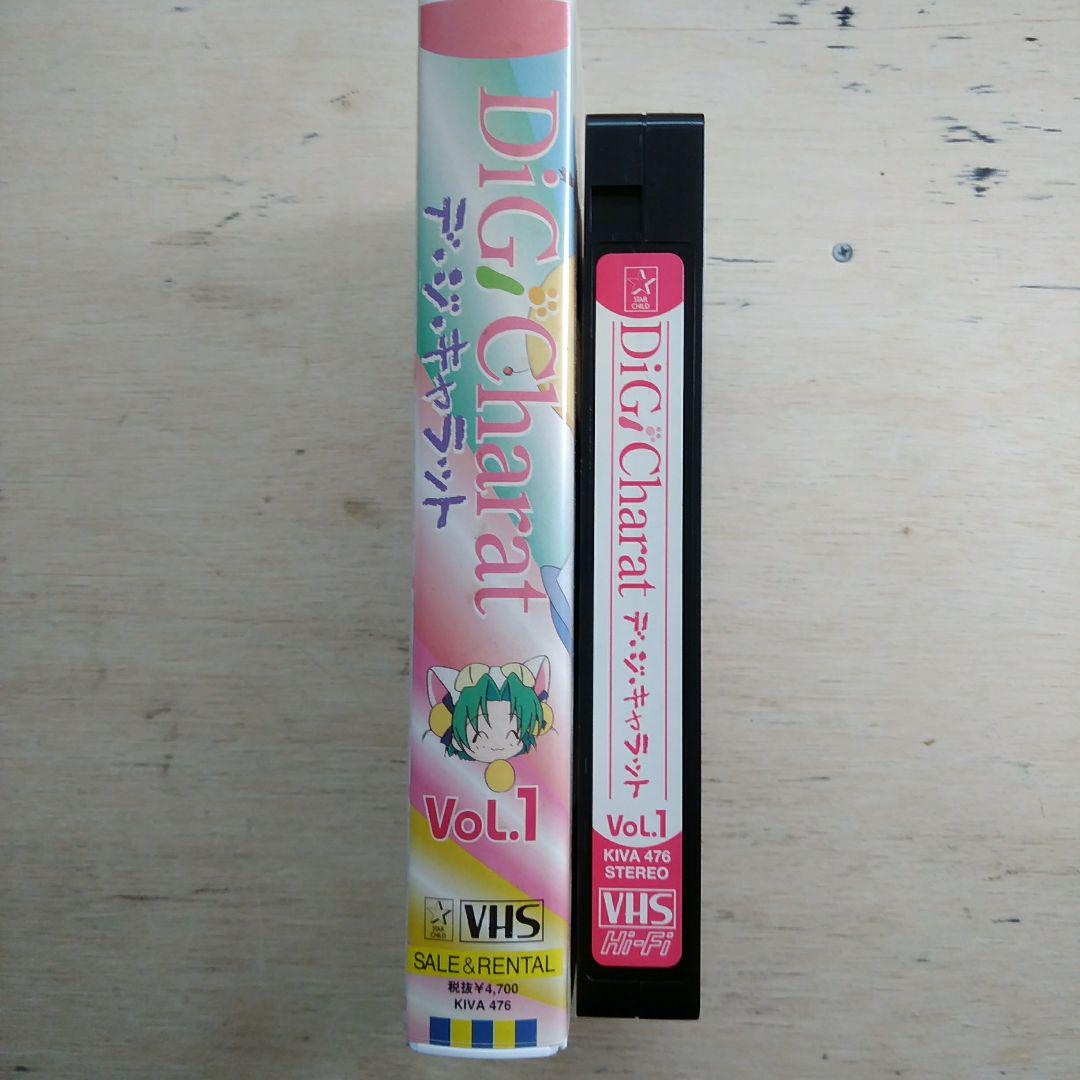 DiGi Charat
デ・ジ・キャラット
VOL.1
STAR
CHILD
VHS
SALE&RENTAL
税抜¥4,700
KIVA 476
STAR
CHILD
DiGi Charat デ・ジ・キャラット
VOL.1
KIVA 476
STEREO
VHS
Hi-Fi